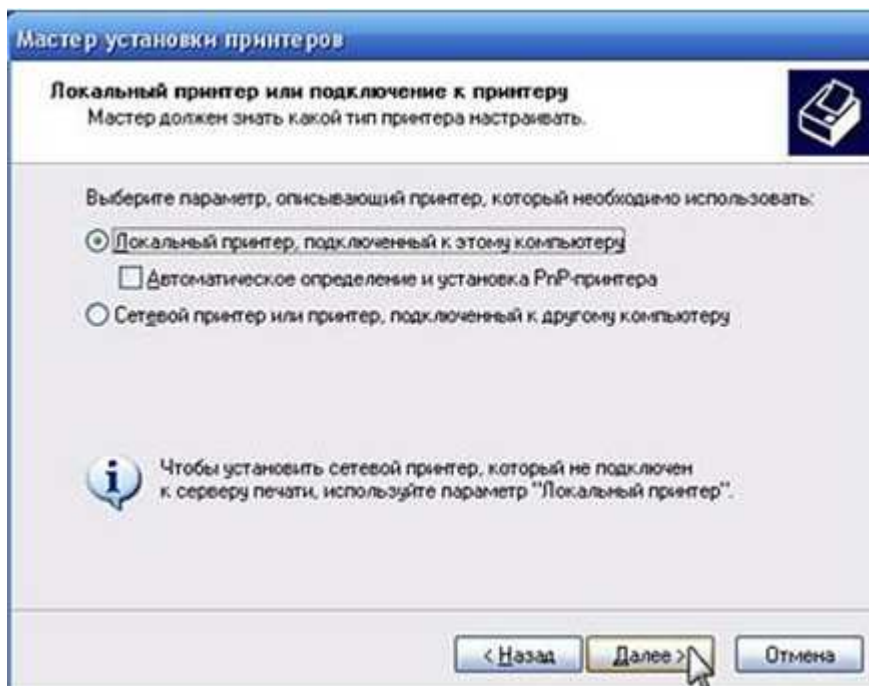 Мастер установки принтеров
Локальный принтер или подключение к принтеру
Мастер должен знать какой тип принтера настраивать.
Выберите параметр, описывающий принтер, который необходимо использовать:
Локальный принтер, подключенный к этому компьютеру
Автоматическое определение и установка PnP-принтера
Сетевой принтер или принтер, подключенный к другому компьютеру
Чтобы установить сетевой принтер, который не подключен
к серверу печати, используйте параметр "Локальный принтер".
< Назад Далее > Отмена